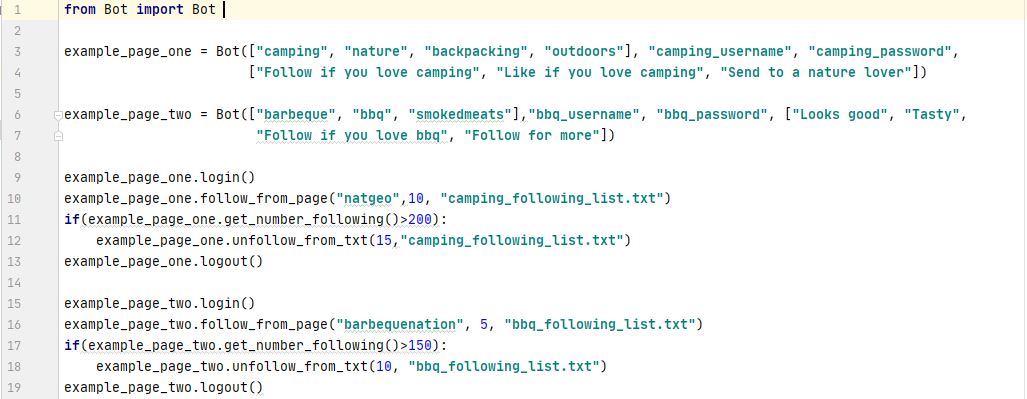 1 from Bot import Bot
2
3 example_page_one = Bot(["camping", "nature", "backpacking", "outdoors"], "camping_username", "camping_password",
4                        ["Follow if you love camping", "Like if you love camping", "Send to a nature lover"])
5
6 example_page_two = Bot(["barbeque", "bbq", "smokedmeats"],"bbq_username", "bbq_password", ["Looks good", "Tasty",
7                         "Follow if you love bbq", "Follow for more"])
8
9 example_page_one.login()
10 example_page_one.follow_from_page("natgeo",10, "camping_following_list.txt")
11 if(example_page_one.get_number_following()>200):
12     example_page_one.unfollow_from_txt(15,"camping_following_list.txt")
13 example_page_one.logout()
14
15 example_page_two.login()
16 example_page_two.follow_from_page("barbequenation", 5, "bbq_following_list.txt")
17 if(example_page_two.get_number_following()>150):
18     example_page_two.unfollow_from_txt(10, "bbq_following_list.txt")
19 example_page_two.logout()